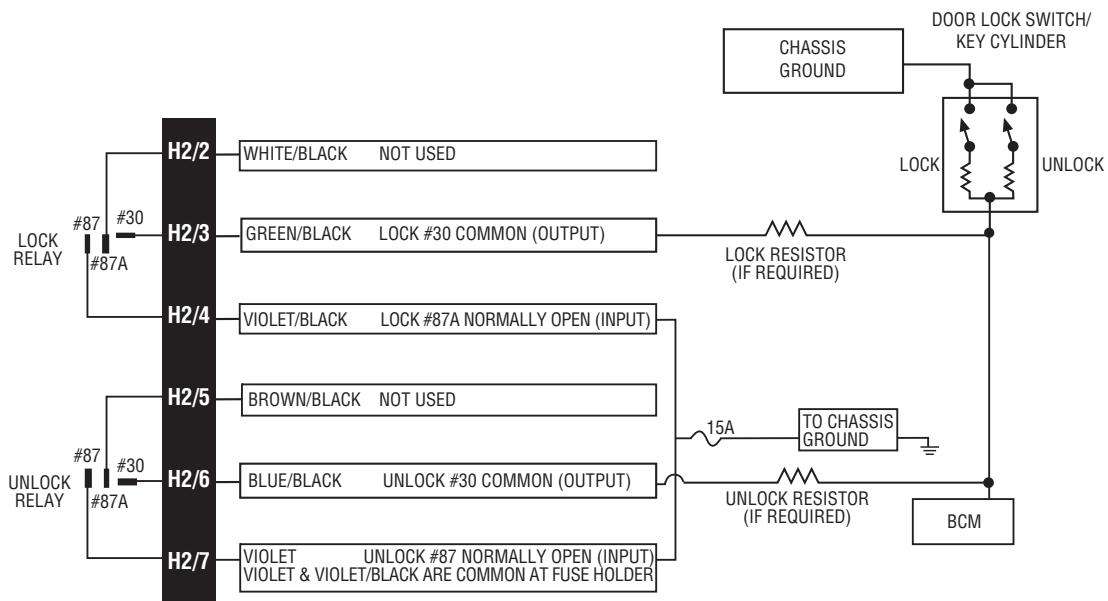 DOOR LOCK SWITCH/
KEY CYLINDER
CHASSIS
GROUND
LOCK
UNLOCK
H2/2
WHITE/BLACK NOT USED
#87
#30
#87A
LOCK
RELAY
H2/3
GREEN/BLACK LOCK #30 COMMON (OUTPUT)
LOCK RESISTOR
(IF REQUIRED)
H2/4
VIOLET/BLACK LOCK #87A NORMALLY OPEN (INPUT)
H2/5
BROWN/BLACK NOT USED
15A
TO CHASSIS
GROUND
#87
#30
#87A
UNLOCK
RELAY
H2/6
BLUE/BLACK UNLOCK #30 COMMON (OUTPUT)
UNLOCK RESISTOR
(IF REQUIRED)
BCM
H2/7
VIOLET UNLOCK #87 NORMALLY OPEN (INPUT)
VIOLET & VIOLET/BLACK ARE COMMON AT FUSE HOLDER